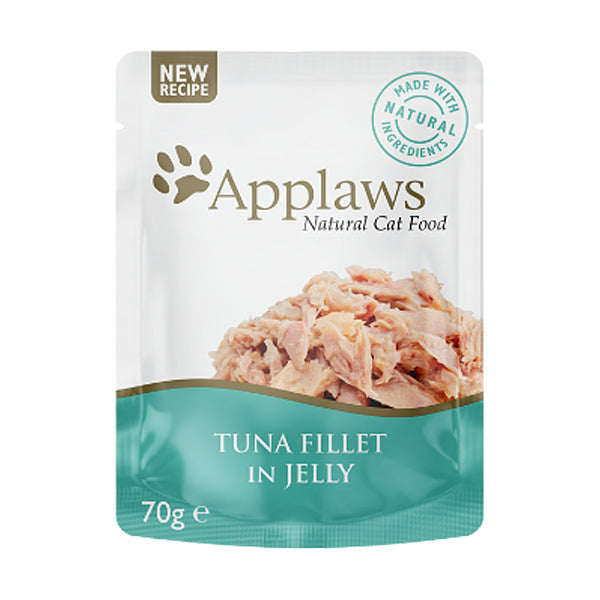 NEW
RECIPE
MADE WITH
NATURAL
INGREDIENTS
Applaws
Natural Cat Food
TUNA FILLET
IN JELLY
70g e